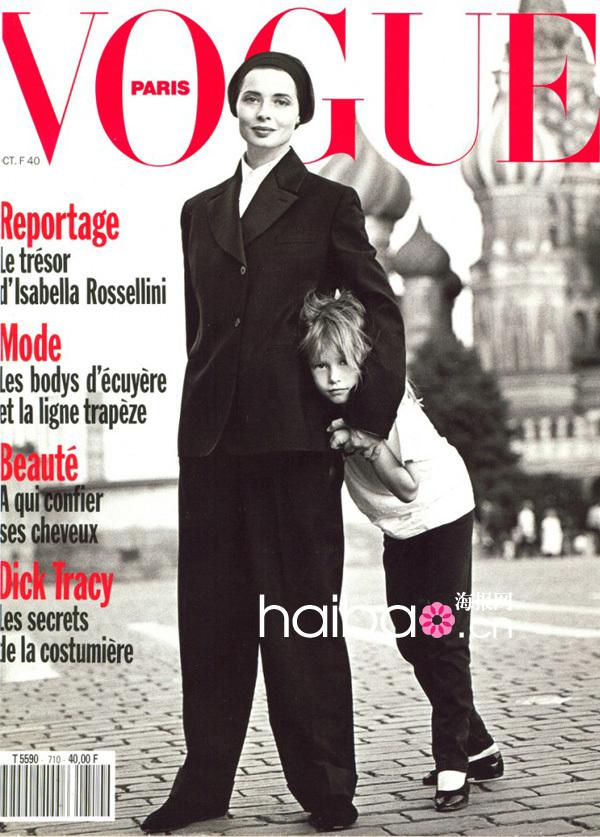 VOGUE
PARIS
CT. F 40
Reportage
Le trésor
d'Isabella Rossellini
Mode
Les bodys d'écuyère
et la ligne trapèze
Beauté
A qui confier
ses cheveux
Dick Tracy
Les secrets
de la costumière
haibao.cn
海报网
T 5590 - 710 - 40,00 F